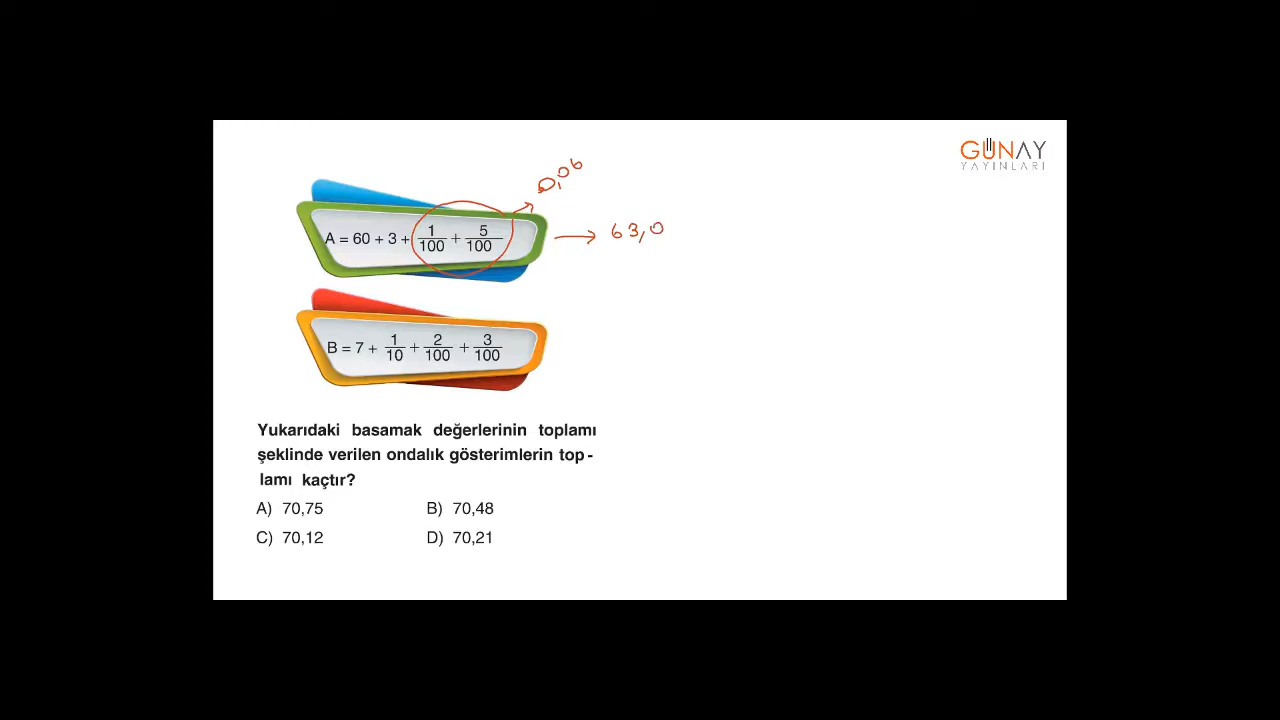 GÜNAY
YAYINLARI
0,06
A = 60 + 3 + 1/100 + 5/100
63,0
B = 7 + 1/10 + 2/100 + 3/100
Yukarıdaki basamak değerlerinin toplamı
şeklinde verilen ondalık gösterimlerin top-
lamı kaçtır?
A) 70,75 B) 70,48
C) 70,12 D) 70,21